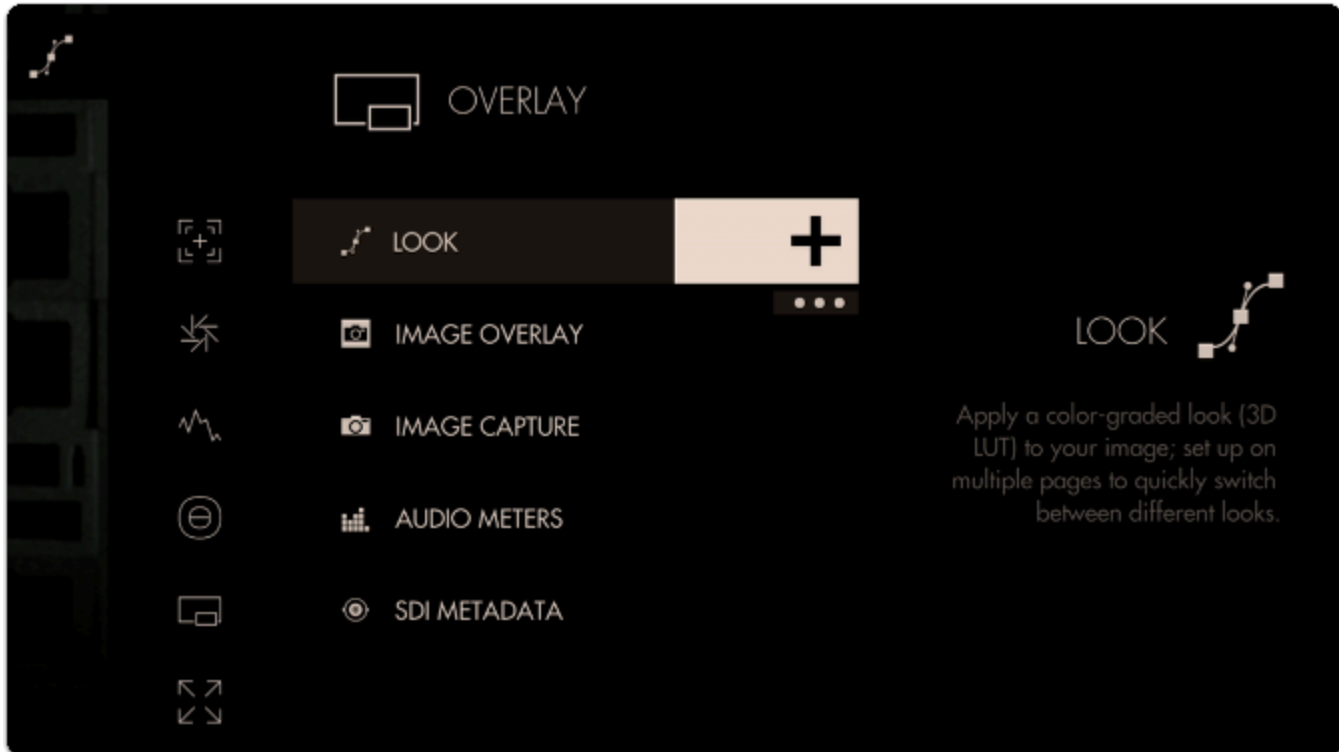 OVERLAY
LOOK
IMAGE OVERLAY
IMAGE CAPTURE
AUDIO METERS
SDI METADATA
LOOK
Apply a color-graded look (3D
LUT) to your image; set up on
multiple pages to quickly switch
between different looks.